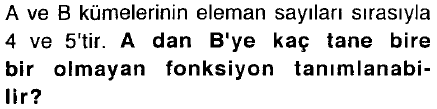 A ve B kümelerinin eleman sayıları sırasıyla
4 ve 5'tir. A dan B'ye kaç tane bire
bir olmayan fonksiyon tanımlanabi-
lir?